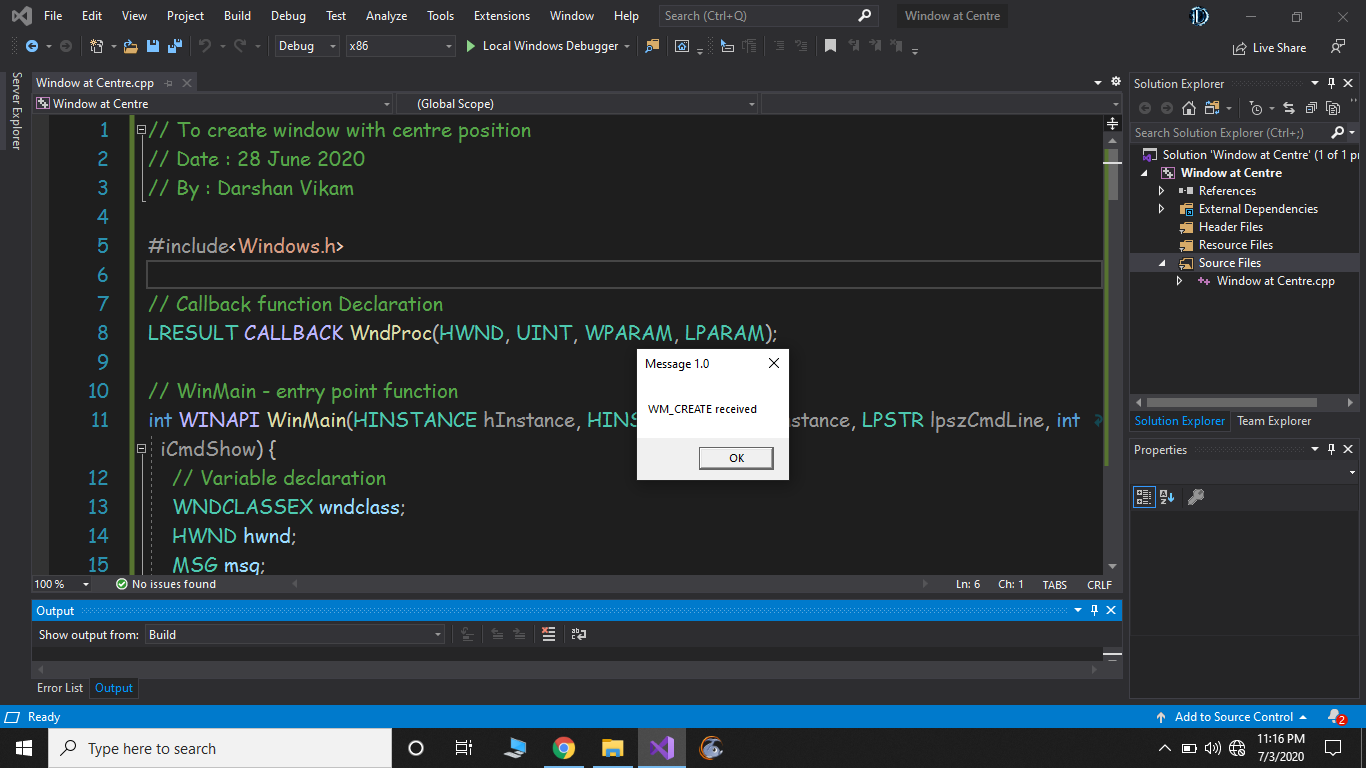 File Edit View Project Build Debug Test Analyze Tools Extensions Window Help Search (Ctrl+Q) Window at Centre
Debug x86 Local Windows Debugger Live Share
Server Explorer
Window at Centre.cpp
Window at Centre (Global Scope)
1 // To create window with centre position
2 // Date : 28 June 2020
3 // By : Darshan Vikam
4
5 #include<Windows.h>
6
7 // Callback function Declaration
8 LRESULT CALLBACK WndProc(HWND, UINT, WPARAM, LPARAM);
9
10 // WinMain - entry point function
11 int WINAPI WinMain(HINSTANCE hInstance, HINS stance, LPSTR lpszCmdLine, int
iCmdShow) {
12 // Variable declaration
13 WNDCLASSEX wndclass;
14 HWND hwnd;
15 MSG msg;
Message 1.0
WM_CREATE received
OK
100 % No issues found Ln: 6 Ch: 1 TABS CRLF
Output
Show output from: Build
Error List Output
Solution Explorer
Search Solution Explorer (Ctrl+;)
Solution 'Window at Centre' (1 of 1 pr
Window at Centre
References
External Dependencies
Header Files
Resource Files
Source Files
Window at Centre.cpp
Solution Explorer Team Explorer
Properties
Ready Add to Source Control 2
Type here to search
11:16 PM
7/3/2020